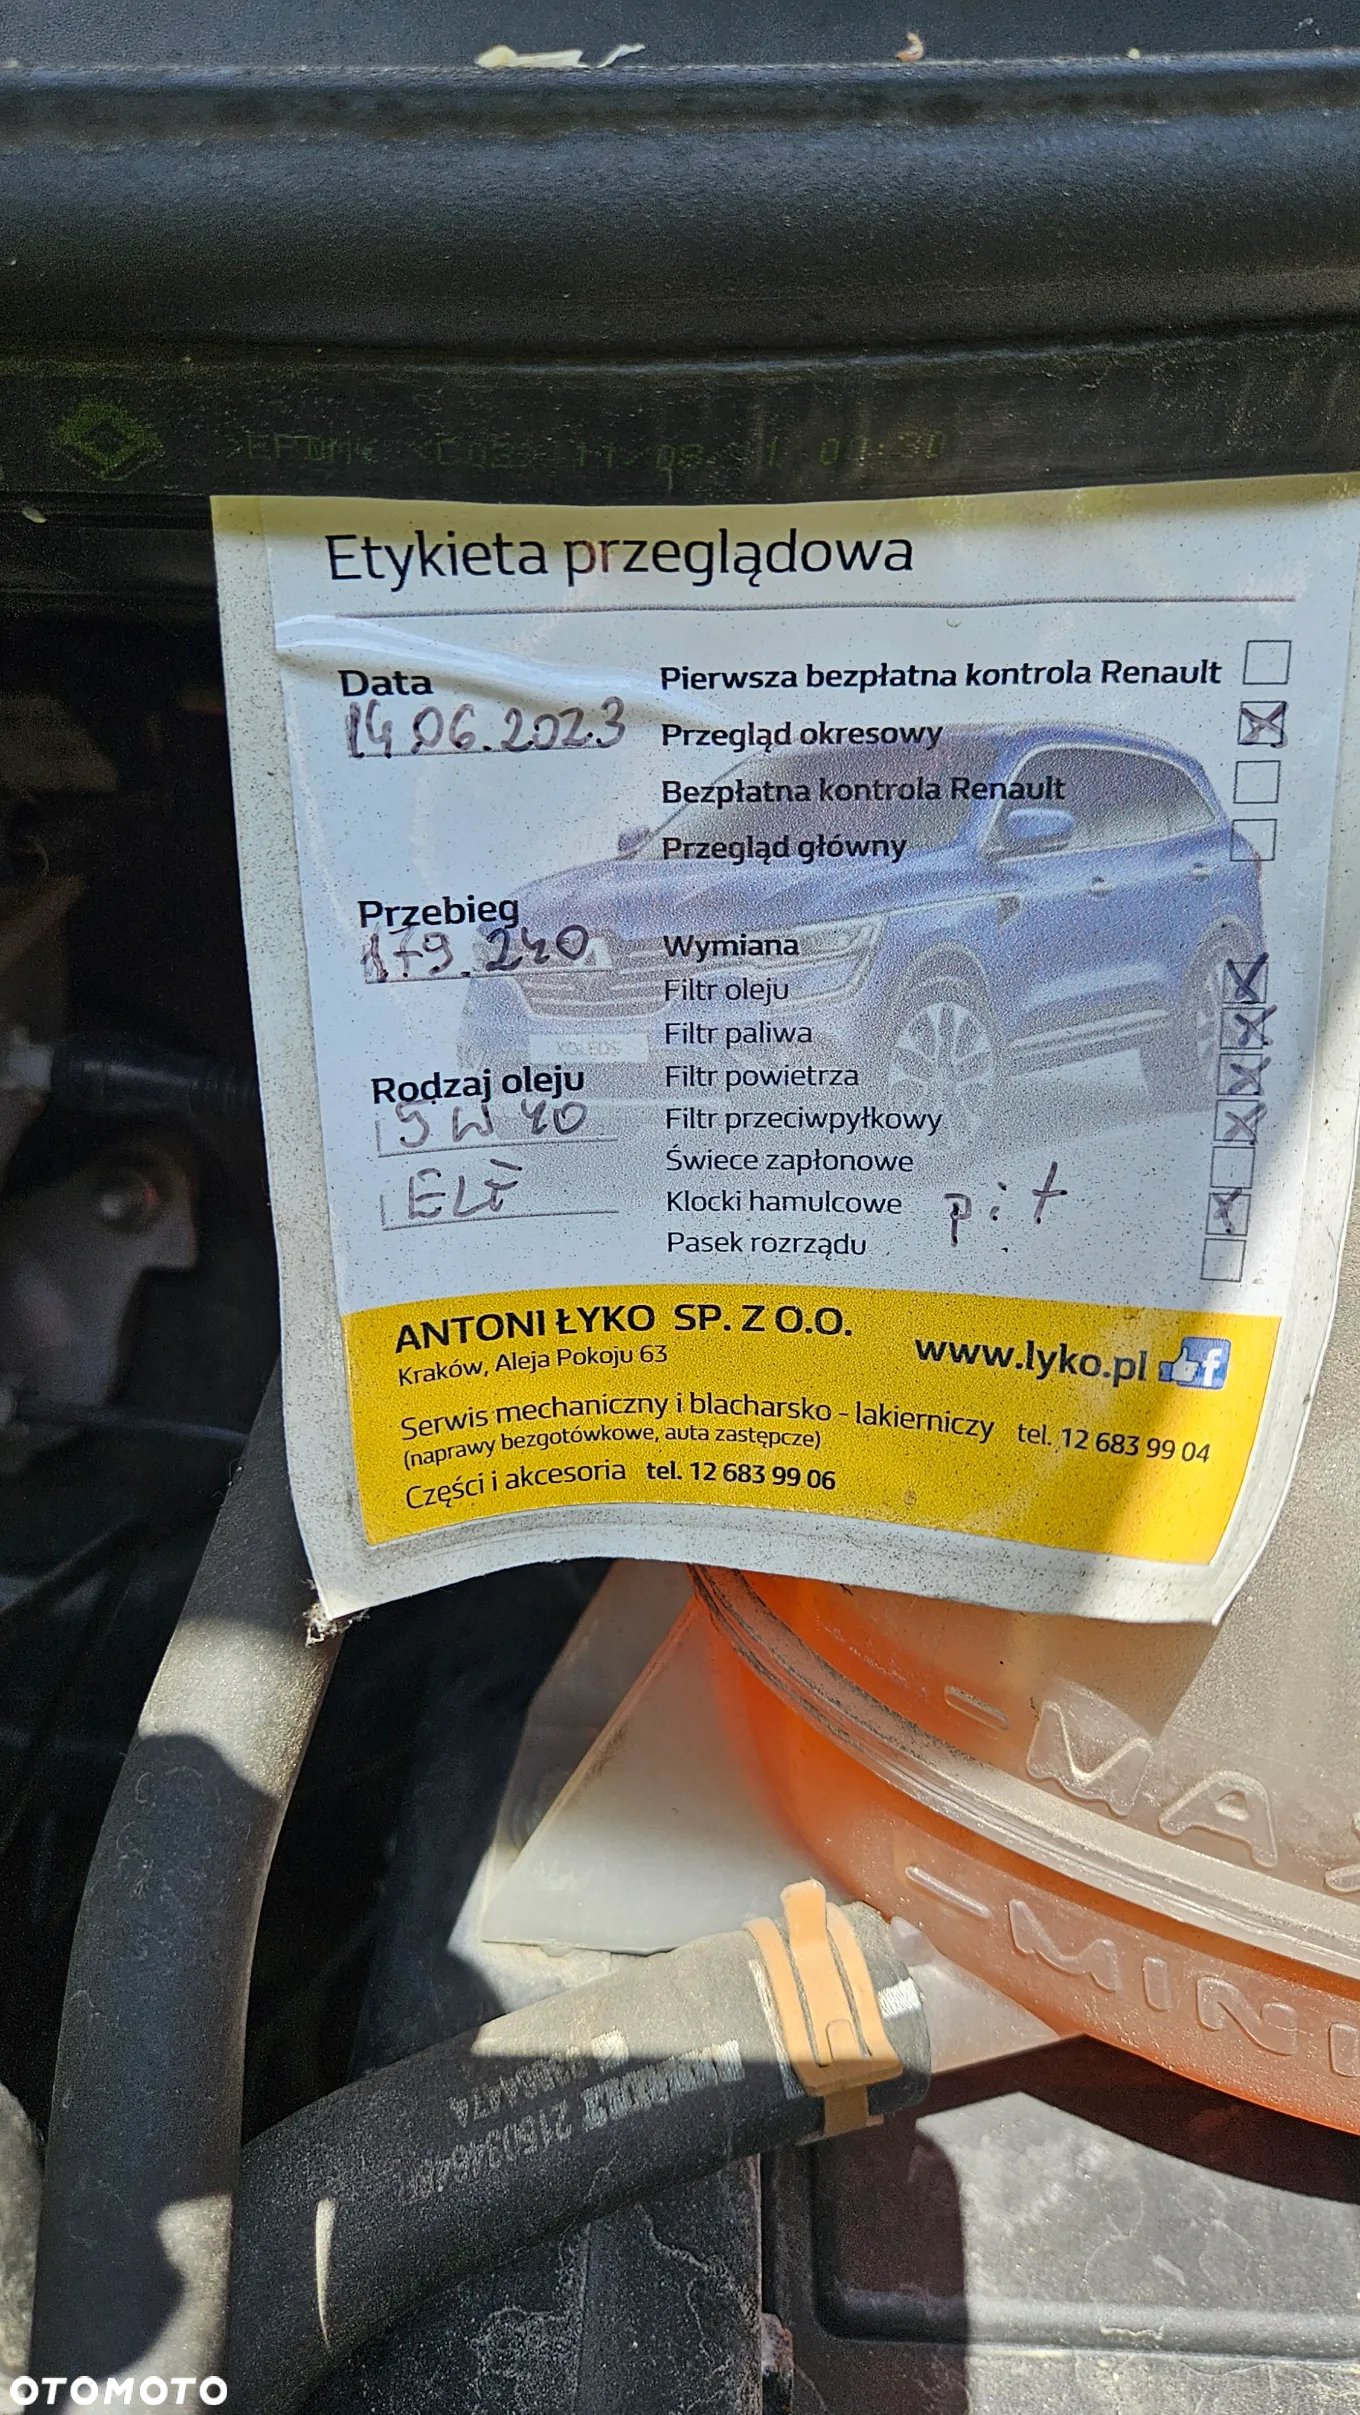 Etykieta przeglądowa
Data
14.06.2023
Pierwsza bezpłatna kontrola Renault
Przegląd okresowy
Bezpłatna kontrola Renault
Przegląd główny
Przebieg
179.240
Rodzaj oleju
5W40
ELF
Wymiana
Filtr oleju
Filtr paliwa
Filtr powietrza
Filtr przeciwpyłkowy
Świece zapłonowe
Klocki hamulcowe p:t
Pasek rozrządu
KOLEOS
ANTONI ŁYKO SP. Z O.O.
Kraków, Aleja Pokoju 63
www.lyko.pl
Serwis mechaniczny i blacharsko - lakierniczy tel. 12 683 99 04
(naprawy bezgotówkowe, auta zastępcze)
Części i akcesoria tel. 12 683 99 06
MAX
MINI
OTOMOTO